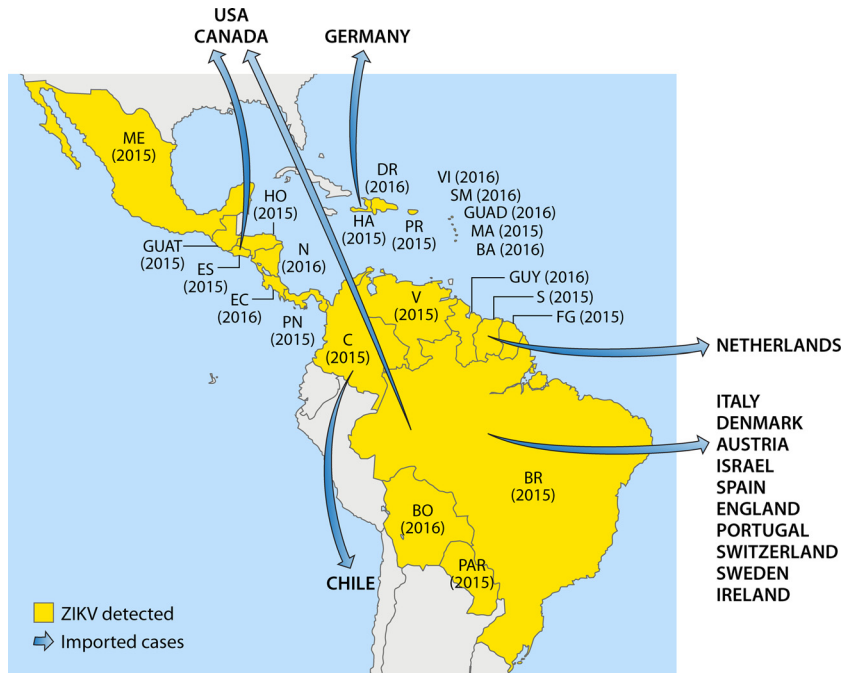 USA
CANADA
GERMANY
ME
(2015)
DR
(2016)
VI (2016)
SM (2016)
GUAD (2016)
MA (2015)
BA (2016)
HO
(2015)
HA
(2015)
PR
(2015)
GUAT
(2015)
N
(2016)
ES
(2015)
EC
(2016)
PN
(2015)
V
(2015)
GUY (2016)
S (2015)
FG (2015)
C
(2015)
NETHERLANDS
ITALY
DENMARK
AUSTRIA
ISRAEL
SPAIN
ENGLAND
PORTUGAL
SWITZERLAND
SWEDEN
IRELAND
BR
(2015)
BO
(2016)
PAR
(2015)
CHILE
ZIKV detected
Imported cases